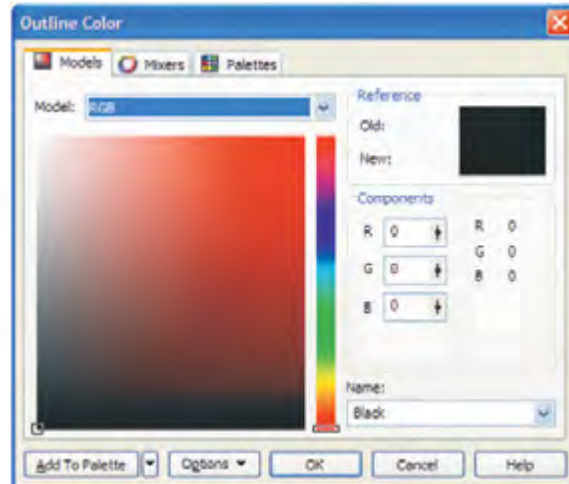 Outline Color
Models Mixers Palettes
Model: RGB
Reference
Old:
New:
Components
R 0 R 0
G 0 G 0
B 0 B 0
Name:
Black
Add To Palette Options OK Cancel Help